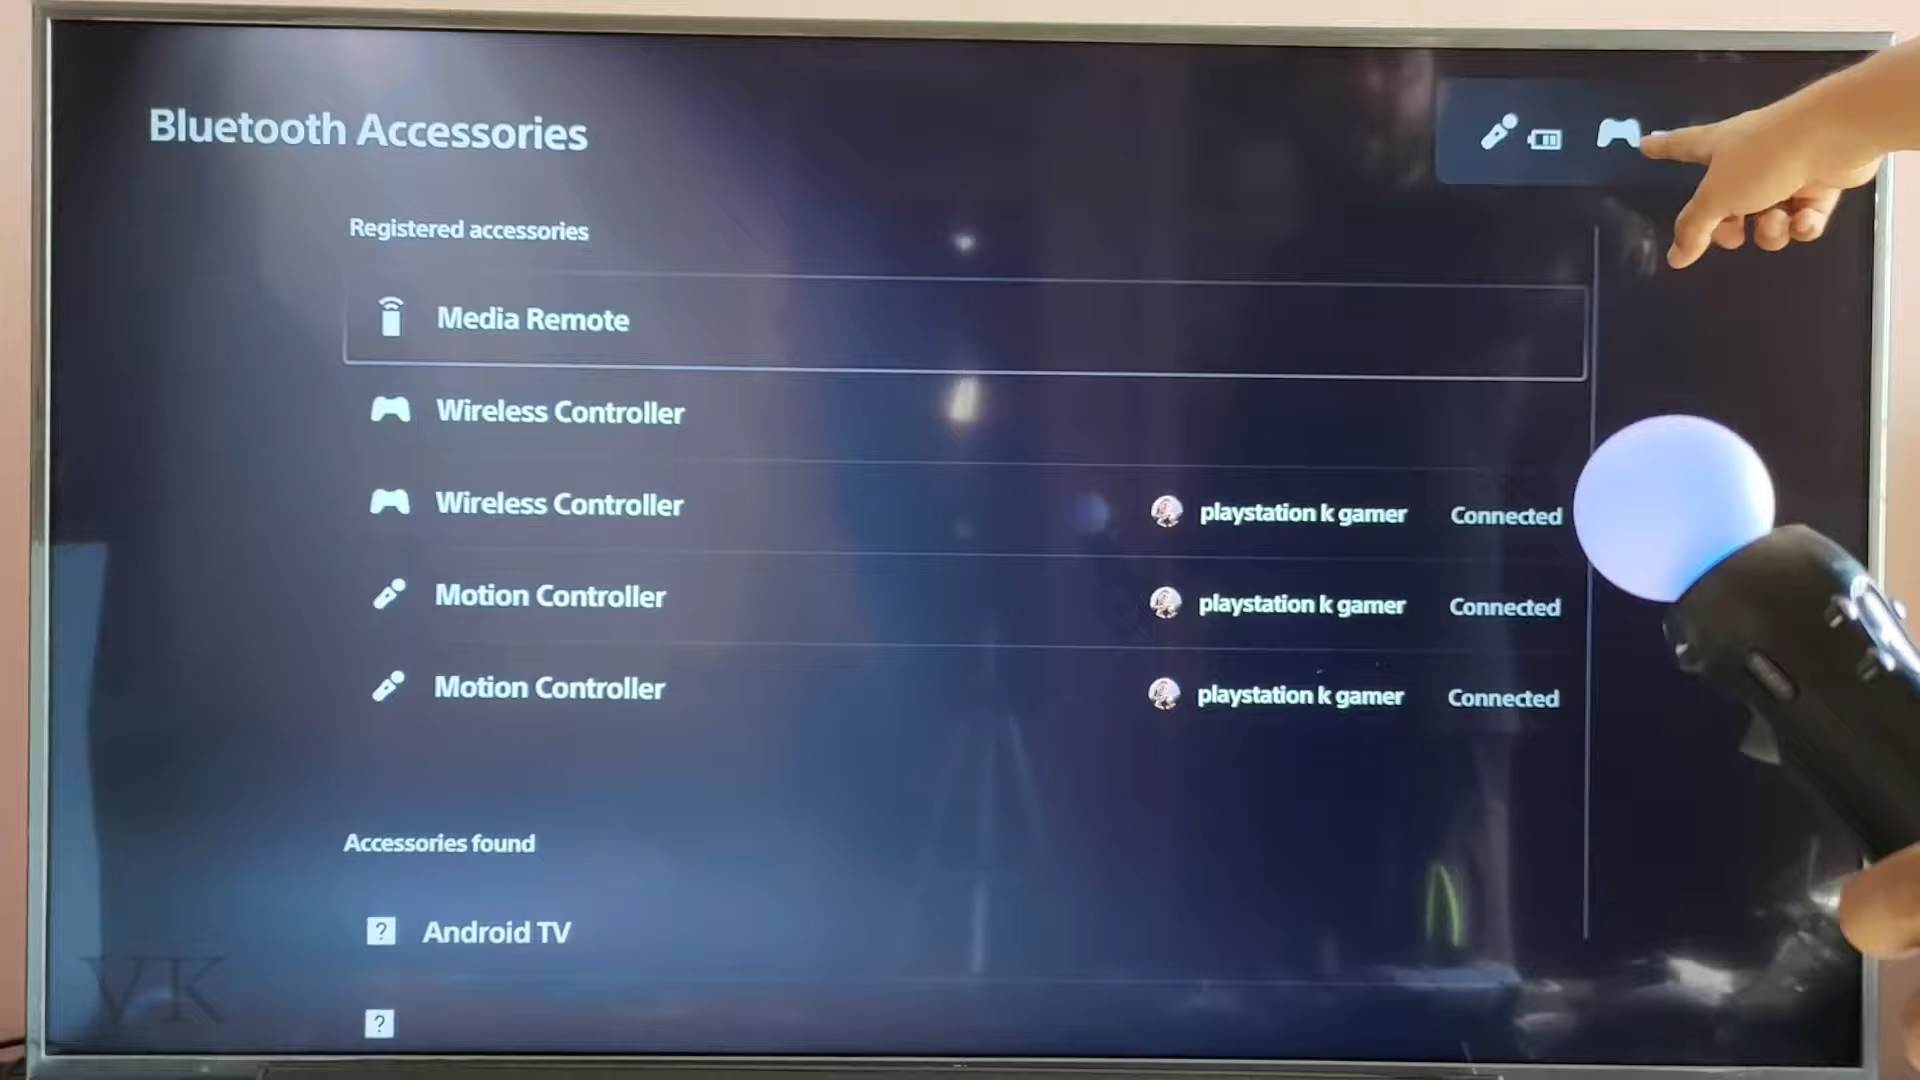 Bluetooth Accessories
Registered accessories
Media Remote
Wireless Controller
Wireless Controller playstation k gamer Connected
Motion Controller playstation k gamer Connected
Motion Controller playstation k gamer Connected
Accessories found
? Android TV
?
VK